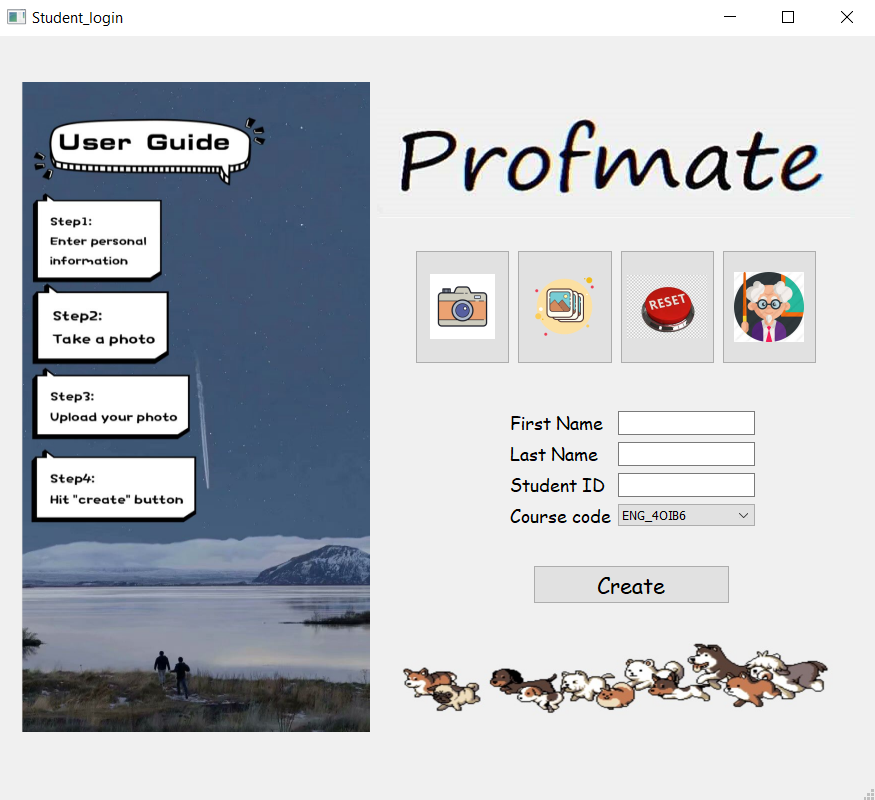 Student_login
User Guide
Step1:
Enter personal
information
Step2:
Take a photo
Step3:
Upload your photo
Step4:
Hit "create" button
Profmate
RESET
First Name
Last Name
Student ID
Course code
ENG_4OIB6
Create